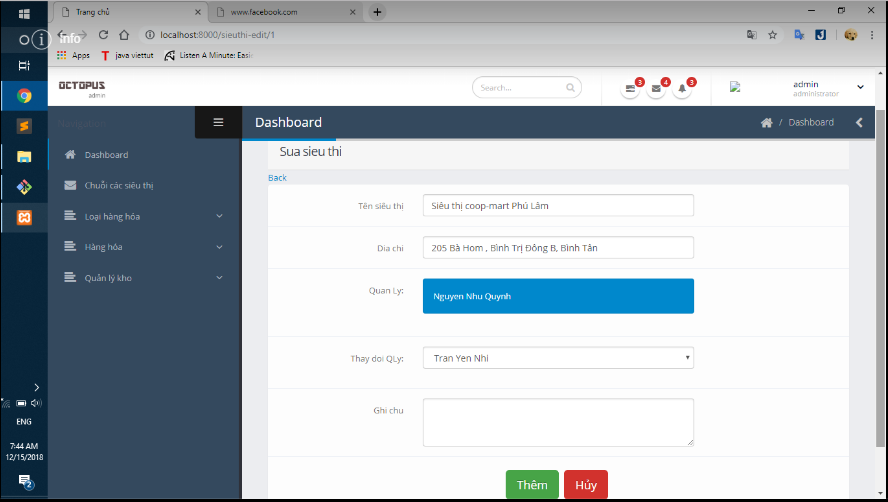 Trang chủ
www.facebook.com
info
localhost:8000/sieuthi-edit/1
Apps
java viettut
Listen A Minute: Easi
OCTOPUS
admin
Search...
3
4
3
admin
administrator
Navigation
Dashboard
/ Dashboard
Dashboard
Chuỗi các siêu thị
Loại hàng hóa
Hàng hóa
Quản lý kho
Sua sieu thi
Back
Tên siêu thị
Siêu thị coop-mart Phú Lâm
Dia chi
205 Bà Hom , Bình Trị Đông B, Bình Tân
Quan Ly:
Nguyen Nhu Quynh
Thay doi QLy:
Tran Yen Nhi
Ghi chu
Thêm
Hủy
ENG
7:44 AM
12/15/2018
2